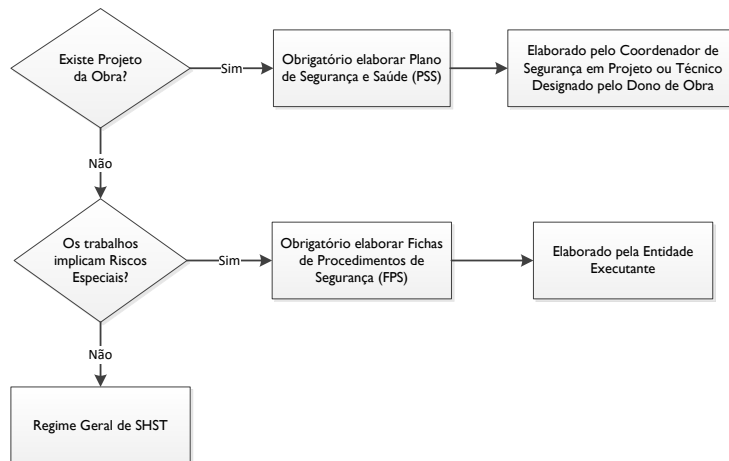 Existe Projeto
da Obra?
Sim
Obrigatório elaborar Plano
de Segurança e Saúde (PSS)
Elaborado pelo Coordenador de
Segurança em Projeto ou Técnico
Designado pelo Dono de Obra
Não
Os trabalhos
implicam Riscos
Especiais?
Sim
Obrigatório elaborar Fichas
de Procedimentos de
Segurança (FPS)
Elaborado pela Entidade
Executante
Não
Regime Geral de SHST